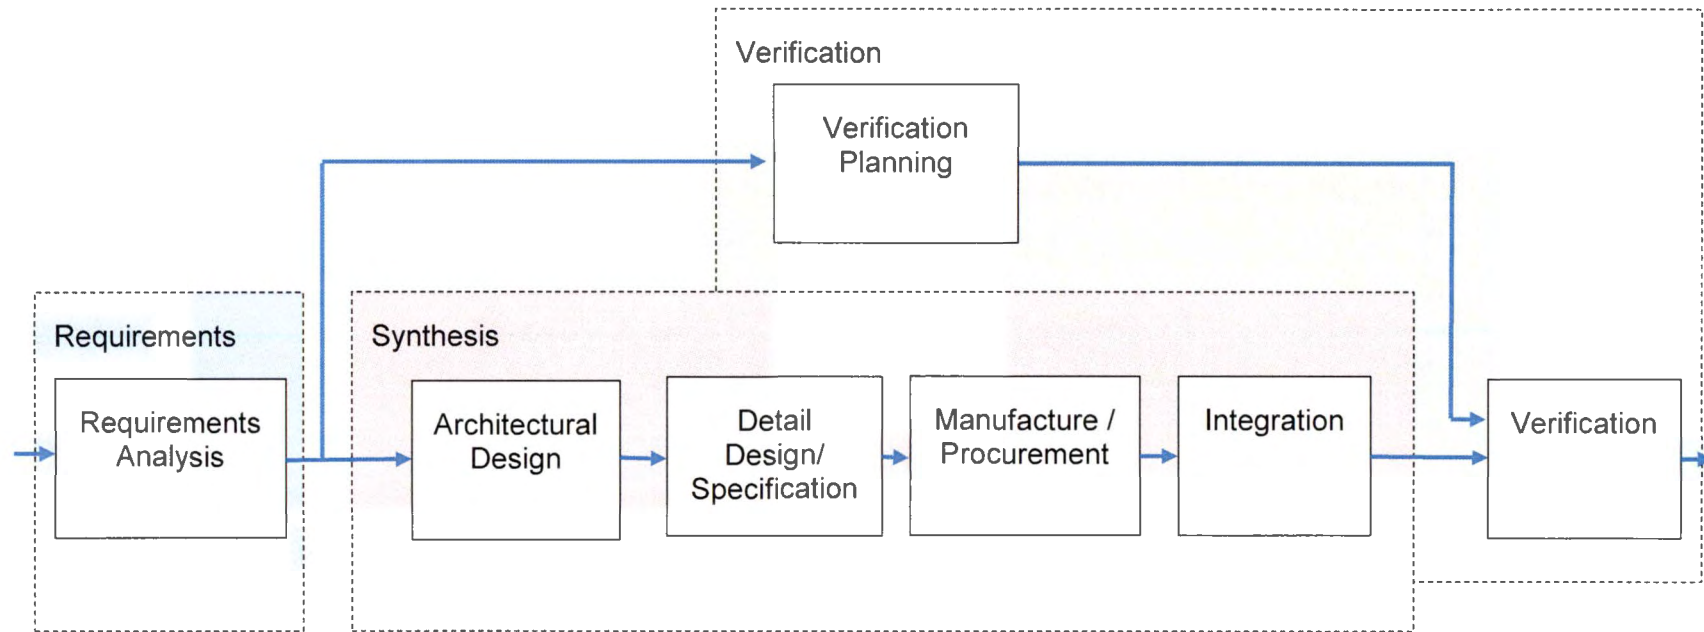 Verification
Verification
Planning
Requirements
Requirements
Analysis
Synthesis
Architectural
Design
Detail
Design/
Specification
Manufacture /
Procurement
Integration
Verification